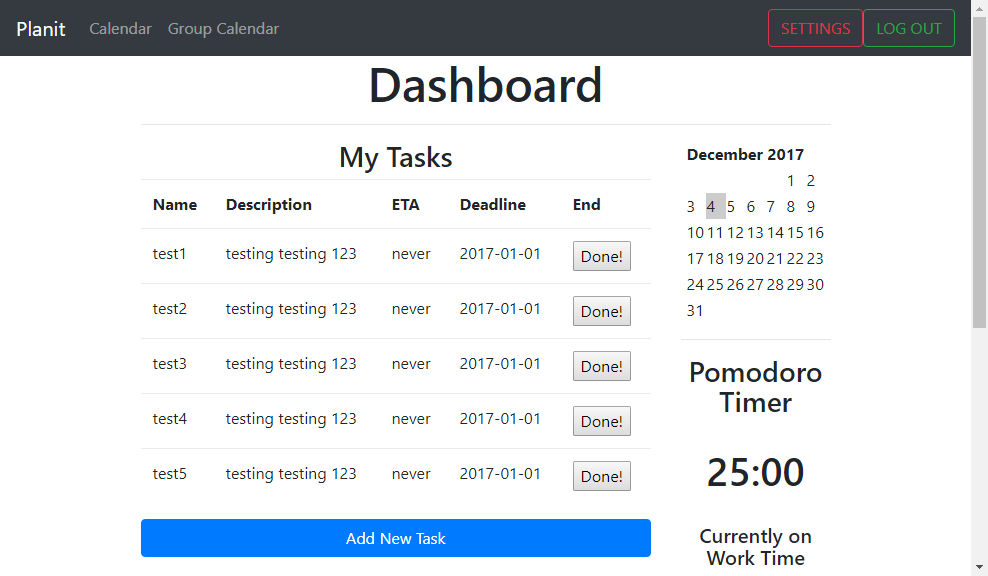 Planit Calendar Group Calendar SETTINGS LOG OUT
Dashboard
My Tasks
Name Description ETA Deadline End
test1 testing testing 123 never 2017-01-01 Done!
test2 testing testing 123 never 2017-01-01 Done!
test3 testing testing 123 never 2017-01-01 Done!
test4 testing testing 123 never 2017-01-01 Done!
test5 testing testing 123 never 2017-01-01 Done!
Add New Task
December 2017
1 2
3 4 5 6 7 8 9
10 11 12 13 14 15 16
17 18 19 20 21 22 23
24 25 26 27 28 29 30
31
Pomodoro
Timer
25:00
Currently on
Work Time